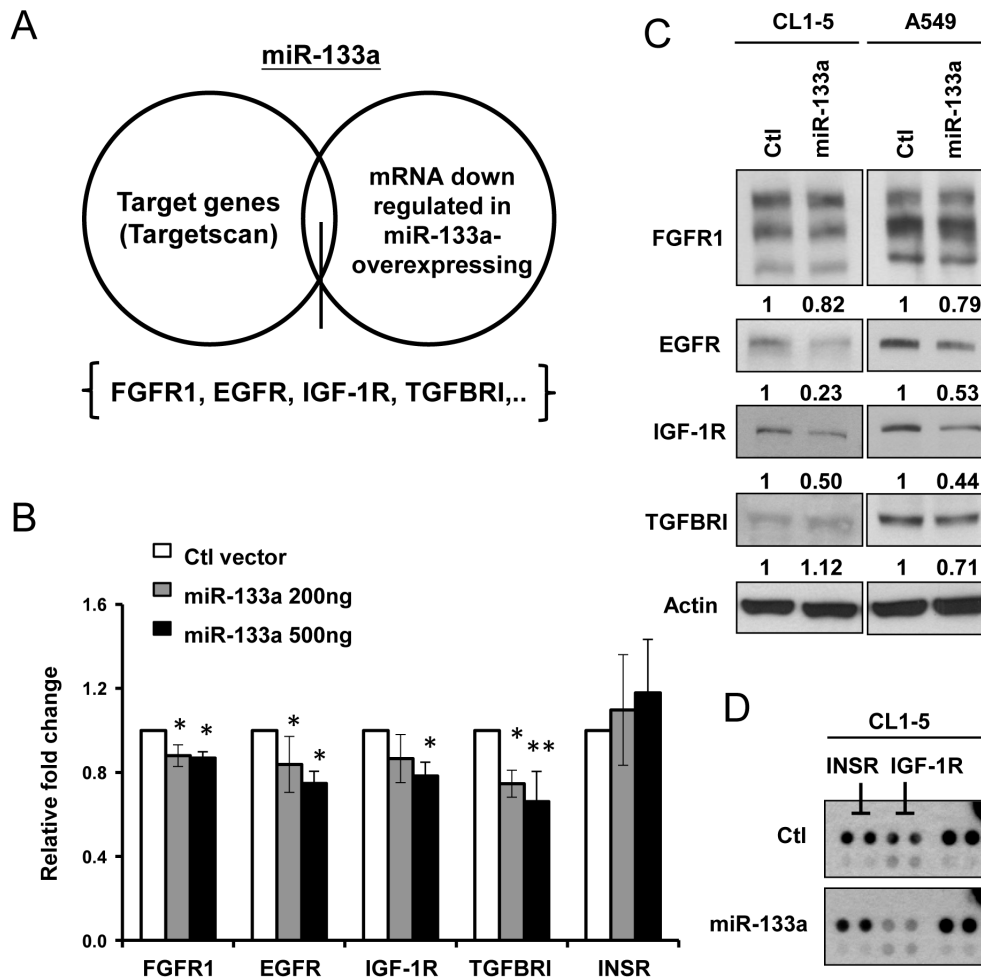 A
miR-133a
Target genes
(Targetscan)
mRNA down
regulated in
miR-133a-
overexpressing
{ FGFR1, EGFR, IGF-1R, TGFBRI,.. }
B
Ctl vector
miR-133a 200ng
miR-133a 500ng
Relative fold change
1.6
1.2
0.8
0.4
0.0
* *
* *
*
* **
FGFR1 EGFR IGF-1R TGFBRI INSR
C
CL1-5 A549
Ctl miR-133a Ctl miR-133a
FGFR1
1 0.82 1 0.79
EGFR
1 0.23 1 0.53
IGF-1R
1 0.50 1 0.44
TGFBRI
1 1.12 1 0.71
Actin
D
CL1-5
INSR IGF-1R
Ctl
miR-133a